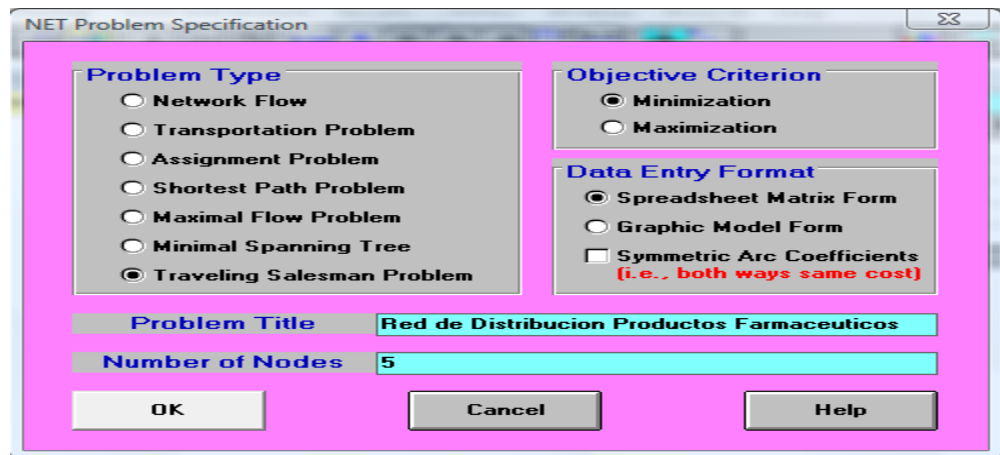 NET Problem Specification
Problem Type
Network Flow
Transportation Problem
Assignment Problem
Shortest Path Problem
Maximal Flow Problem
Minimal Spanning Tree
Traveling Salesman Problem
Objective Criterion
Minimization
Maximization
Data Entry Format
Spreadsheet Matrix Form
Graphic Model Form
Symmetric Arc Coefficients
(i.e., both ways same cost)
Problem Title
Red de Distribucion Productos Farmaceuticos
Number of Nodes
5
OK
Cancel
Help